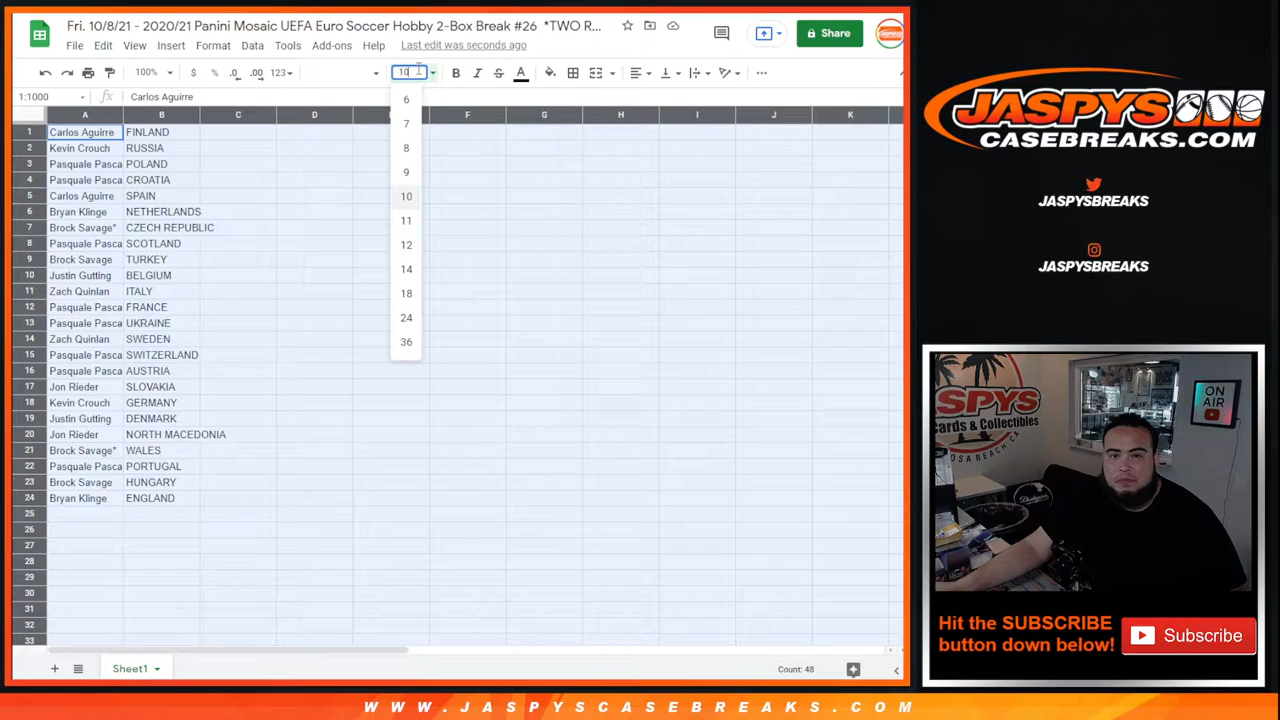 Fri. 10/8/21 - 2020/21 Panini Mosaic UEFA Euro Soccer Hobby 2-Box Break #26 *TWO R...
File Edit View Insert Format Data Tools Add-ons Help Last edit was seconds ago
Share
100% $ % .0 .00 123 10 B I S A
1:1000 fx Carlos Aguirre
A B C D F G H I J K
1 Carlos Aguirre FINLAND
2 Kevin Crouch RUSSIA
3 Pasquale Pasca POLAND
4 Pasquale Pasca CROATIA
5 Carlos Aguirre SPAIN
6 Bryan Klinge NETHERLANDS
7 Brock Savage* CZECH REPUBLIC
8 Pasquale Pasca SCOTLAND
9 Brock Savage TURKEY
10 Justin Gutting BELGIUM
11 Zach Quinlan ITALY
12 Pasquale Pasca FRANCE
13 Pasquale Pasca UKRAINE
14 Zach Quinlan SWEDEN
15 Pasquale Pasca SWITZERLAND
16 Pasquale Pasca AUSTRIA
17 Jon Rieder SLOVAKIA
18 Kevin Crouch GERMANY
19 Justin Gutting DENMARK
20 Jon Rieder NORTH MACEDONIA
21 Brock Savage* WALES
22 Pasquale Pasca PORTUGAL
23 Brock Savage HUNGARY
24 Bryan Klinge ENGLAND
25
26
27
28
29
30
31
32
33
6
7
8
9
10
11
12
14
18
24
36
Sheet1
Count: 48
JASPYS
CASEBREAKS.COM
JASPYSBREAKS
JASPYSBREAKS
ON
AIR
Hit the SUBSCRIBE
button down below!
Subscribe
WWW.JASPYSCASEBREAKS.COM